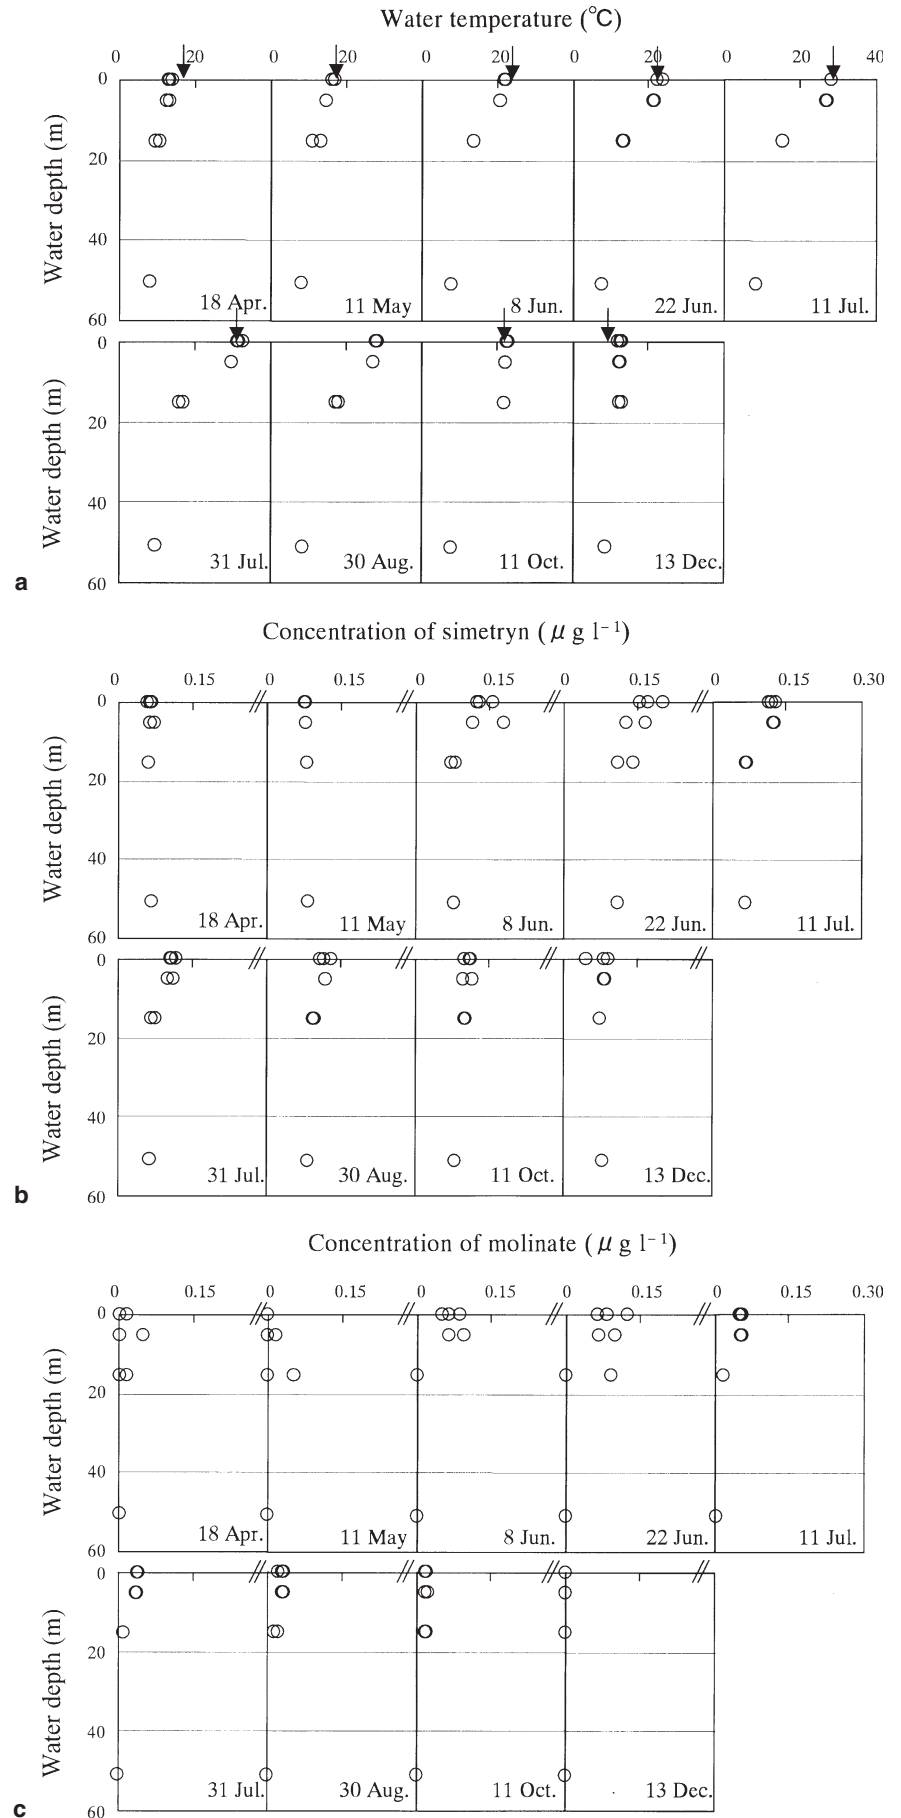 Water temperature (°C)
0 20 0 20 0 20 0 20 0 20 40
0
20
40
60
Water depth (m)
18 Apr. 11 May 8 Jun. 22 Jun. 11 Jul.
0
20
40
60
Water depth (m)
31 Jul. 30 Aug. 11 Oct. 13 Dec.
a
Concentration of simetryn (μg l⁻¹)
0 0.15 0 0.15 0 0.15 0 0.15 0 0.15 0.30
0
20
40
60
Water depth (m)
18 Apr. 11 May 8 Jun. 22 Jun. 11 Jul.
0
20
40
60
Water depth (m)
31 Jul. 30 Aug. 11 Oct. 13 Dec.
b
Concentration of molinate (μg l⁻¹)
0 0.15 0 0.15 0 0.15 0 0.15 0 0.15 0.30
0
20
40
60
Water depth (m)
18 Apr. 11 May 8 Jun. 22 Jun. 11 Jul.
0
20
40
60
Water depth (m)
31 Jul. 30 Aug. 11 Oct. 13 Dec.
c